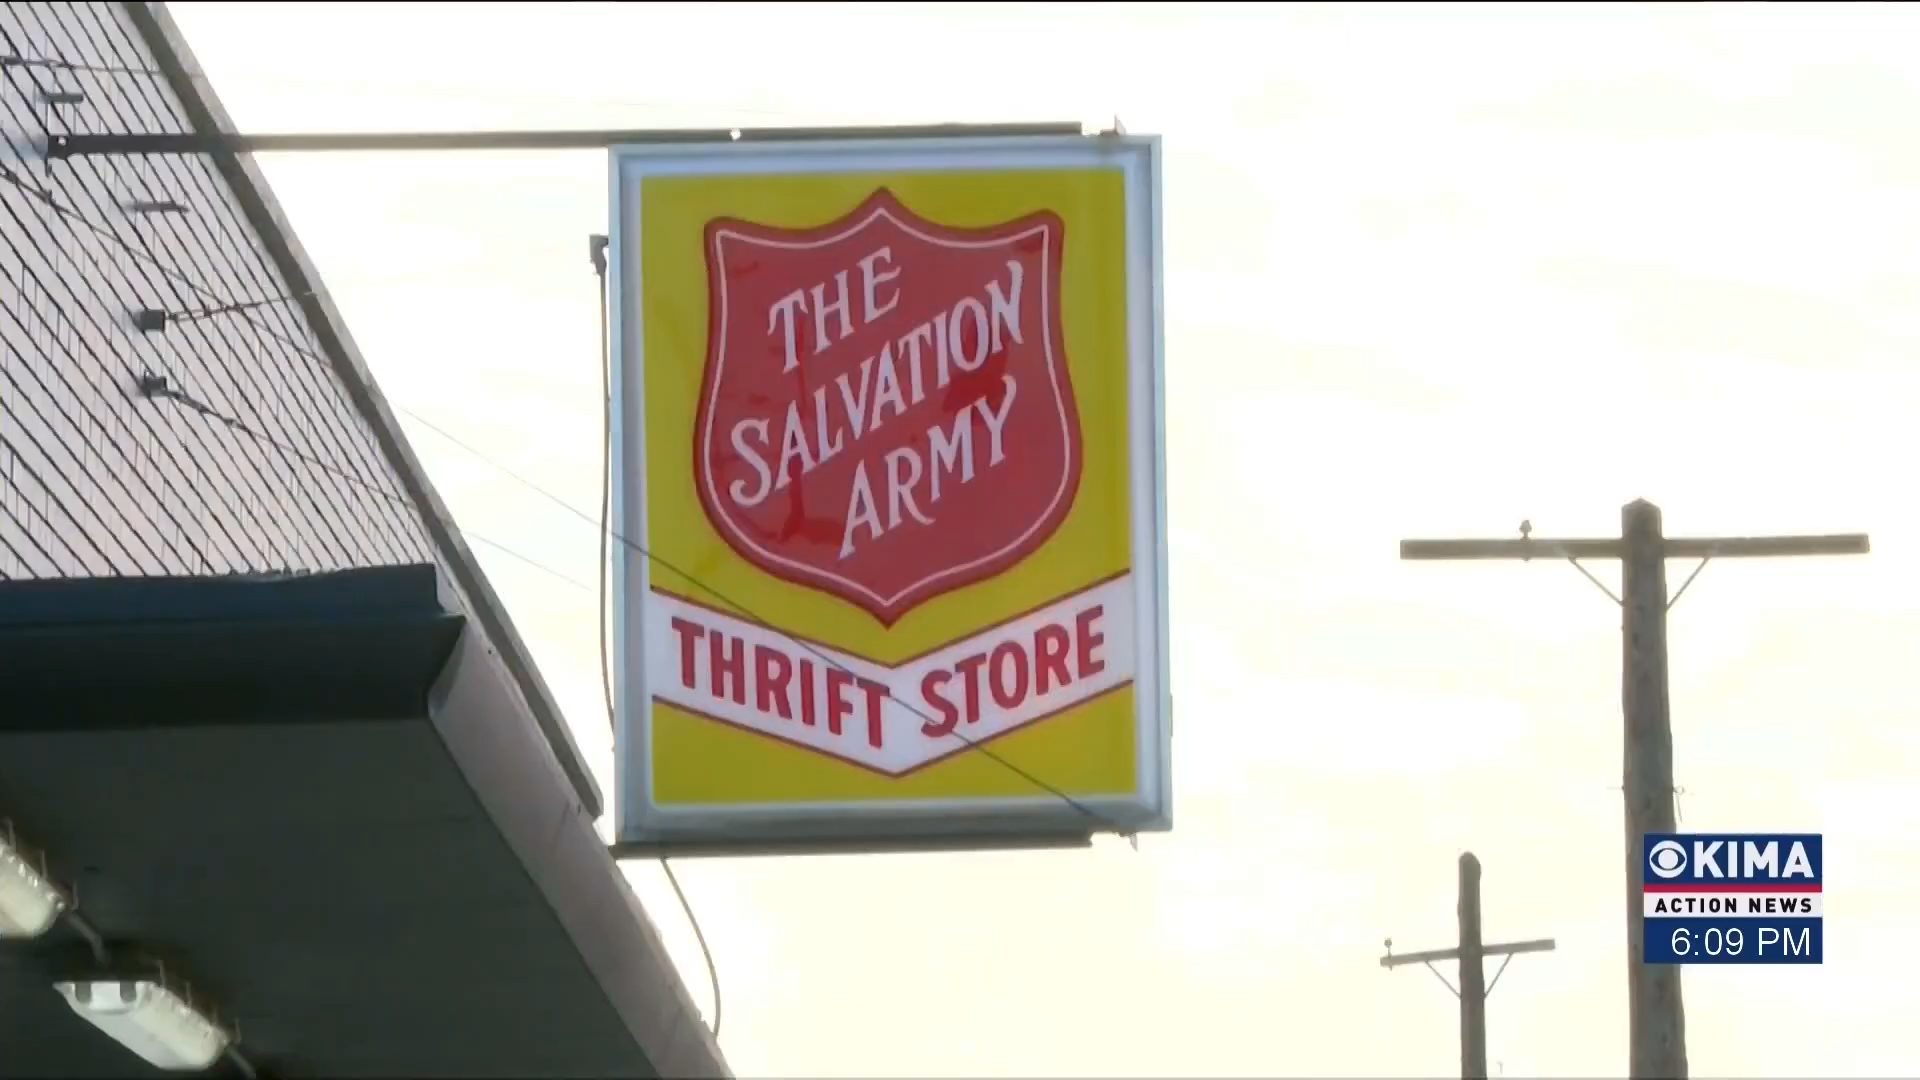 THE
SALVATION
ARMY
THRIFT STORE
KIMA
ACTION NEWS
6:09 PM